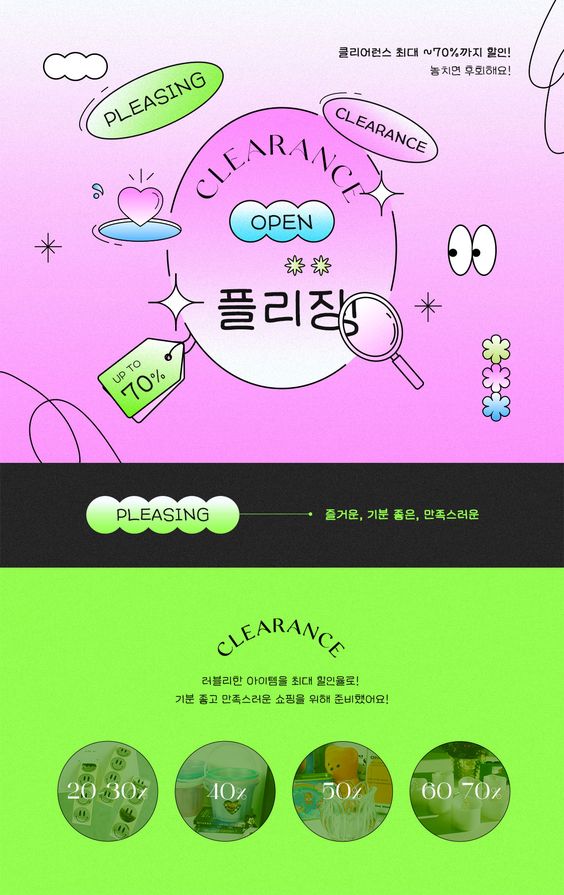 클리어런스 최대 ~70%까지 할인!
놓치면 후회해요!
PLEASING
CLEARANCE
CLEARANCE
OPEN
플리징
UP TO
70%
PLEASING
즐거운, 기분 좋은, 만족스러운
CLEARANCE
러블리한 아이템을 최대 할인율로!
기분 좋고 만족스러운 쇼핑을 위해 준비했어요!
20-30%
40%
50%
60-70%